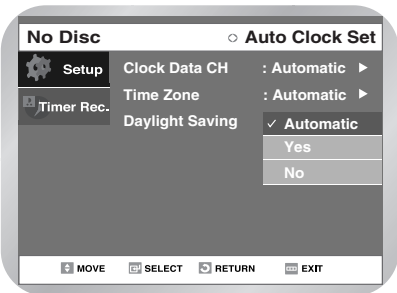 No Disc Auto Clock Set
Setup Clock Data CH : Automatic ►
Time Zone : Automatic ►
Timer Rec.
Daylight Saving ✓ Automatic
Yes
No
MOVE SELECT RETURN EXIT